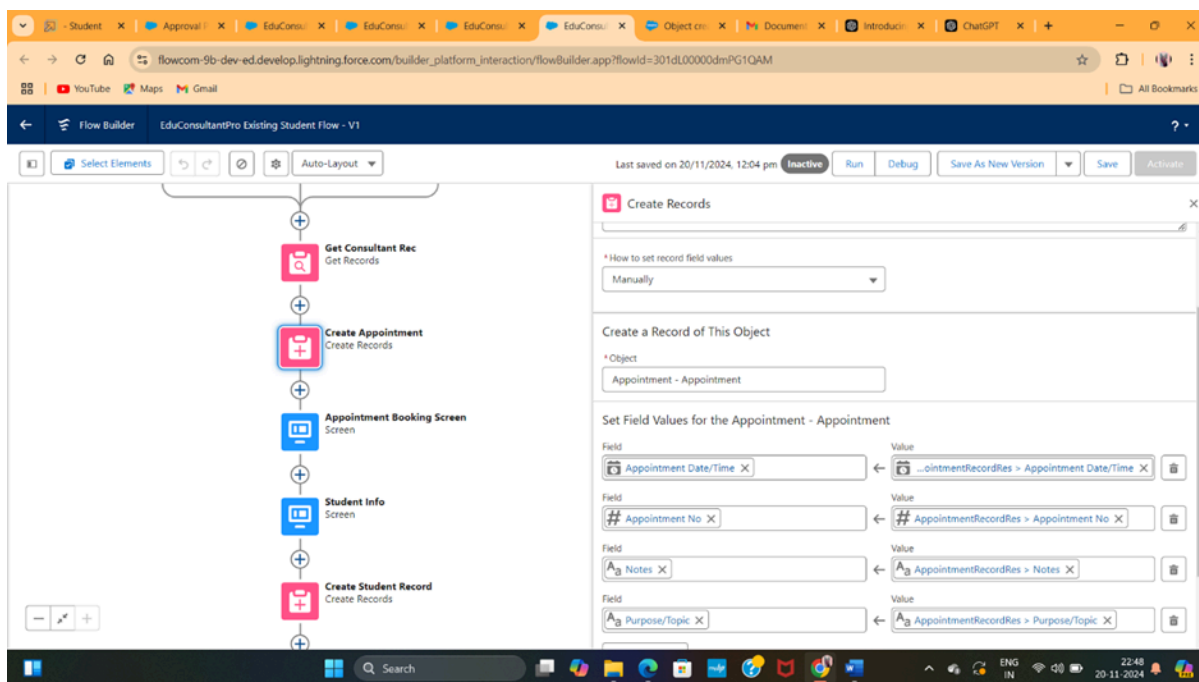 - Student
Approval F
EduConsul
EduConsul
EduConsul
EduConsul
Object cre
Document
Introducin
ChatGPT
flowcom-9b-dev-ed.develop.lightning.force.com/builder_platform_interaction/flowBuilder.app?flowId=301dL00000dmPG1QAM
YouTube Maps Gmail All Bookmarks
Flow Builder EduConsultantPro Existing Student Flow - V1 ?
Select Elements Auto-Layout Last saved on 20/11/2024, 12:04 pm Inactive Run Debug Save As New Version Save Activate
Get Consultant Rec
Get Records
Create Appointment
Create Records
Appointment Booking Screen
Screen
Student Info
Screen
Create Student Record
Create Records
Create Records
*How to set record field values
Manually
Create a Record of This Object
*Object
Appointment - Appointment
Set Field Values for the Appointment - Appointment
Field Value
Appointment Date/Time ...ointmentRecordRes > Appointment Date/Time
Field Value
Appointment No AppointmentRecordRes > Appointment No
Field Value
Aa Notes Aa AppointmentRecordRes > Notes
Field Value
Aa Purpose/Topic Aa AppointmentRecordRes > Purpose/Topic
Search
ENG
IN
22:48
20-11-2024